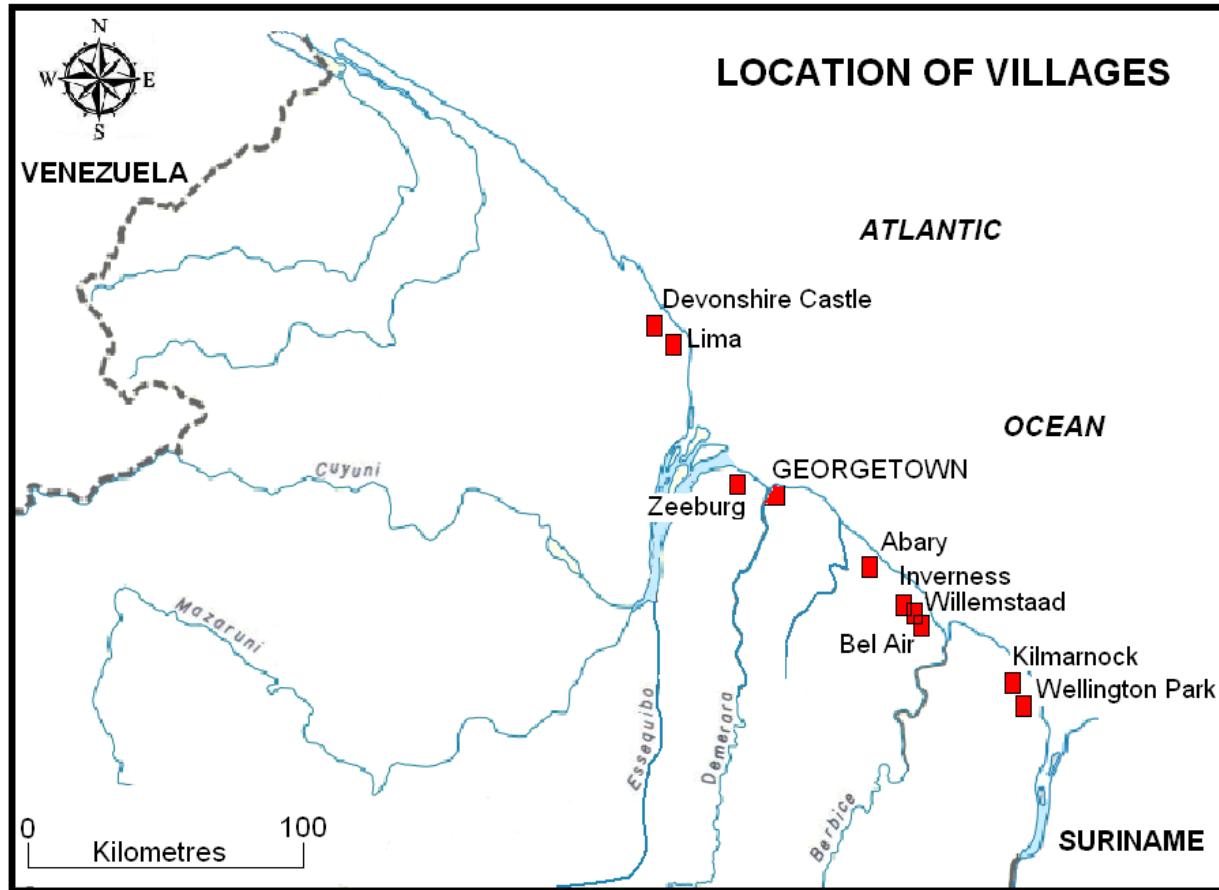 N
W E
S
LOCATION OF VILLAGES
VENEZUELA
ATLANTIC
Devonshire Castle
Lima
OCEAN
Cuyuni
GEORGETOWN
Zeeburg
Abary
Inverness
Willemstaad
Bel Air
Mazaruni
Kilmarnock
Wellington Park
Essequibo
Demerara
Berbice
0 100
Kilometres
SURINAME